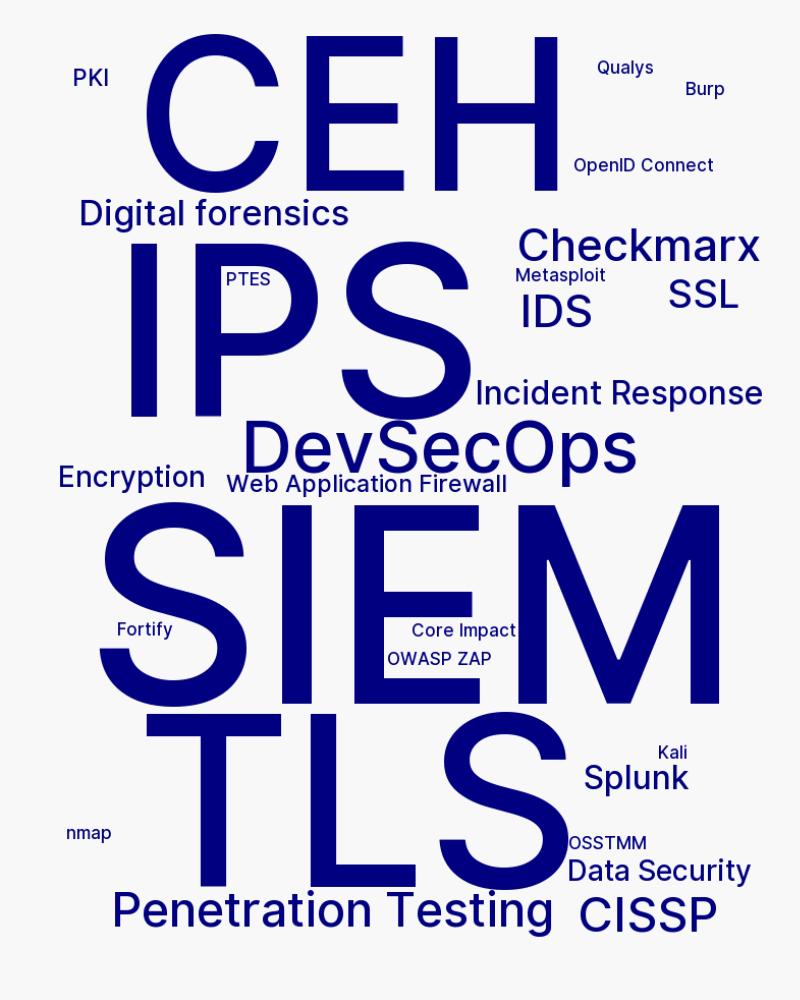 CEH
PKI
Qualys
Burp
OpenID Connect
Digital forensics
Checkmarx
IPS
PTES
Metasploit
SSL
IDS
Incident Response
DevSecOps
Encryption
Web Application Firewall
SIEM
Fortify
Core Impact
OWASP ZAP
TLS
Kali
Splunk
nmap
OSSTMM
Data Security
Penetration Testing
CISSP